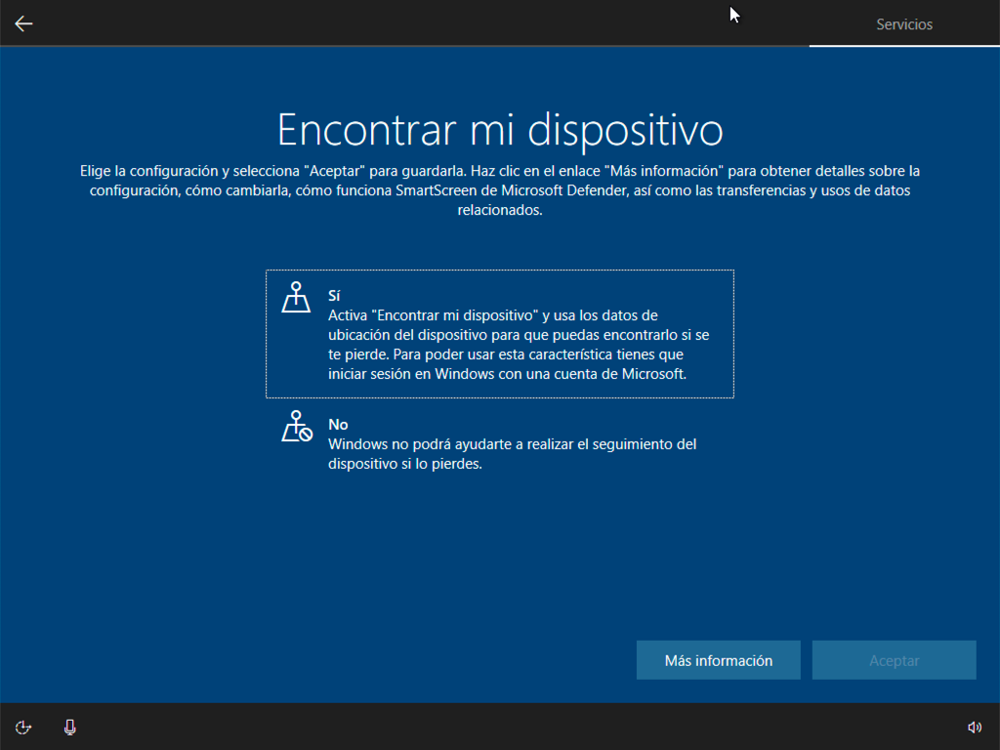 Servicios
Encontrar mi dispositivo
Elige la configuración y selecciona "Aceptar" para guardarla. Haz clic en el enlace "Más información" para obtener detalles sobre la
configuración, cómo cambiarla, cómo funciona SmartScreen de Microsoft Defender, así como las transferencias y usos de datos
relacionados.
Sí
Activa "Encontrar mi dispositivo" y usa los datos de
ubicación del dispositivo para que puedas encontrarlo si se
te pierde. Para poder usar esta característica tienes que
iniciar sesión en Windows con una cuenta de Microsoft.
No
Windows no podrá ayudarte a realizar el seguimiento del
dispositivo si lo pierdes.
Más información
Aceptar